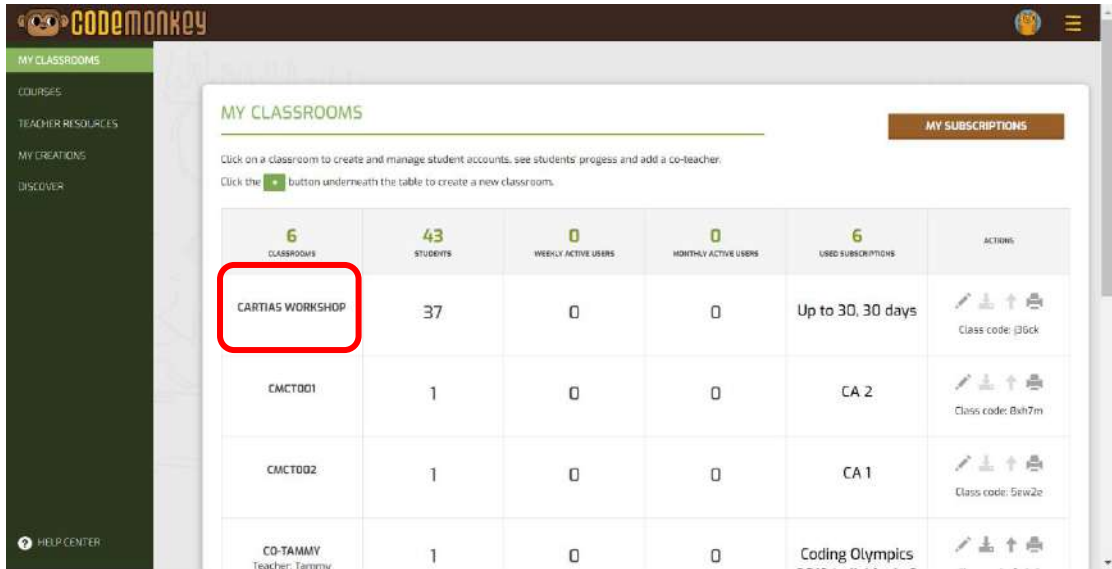 CODEMONKEY
MY CLASSROOMS
COURSES
TEACHER RESOURCES
MY CREATIONS
DISCOVER
HELP CENTER
MY CLASSROOMS
MY SUBSCRIPTIONS
Click on a classroom to create and manage student accounts, see students' progess and add a co-teacher.
Click the + button underneath the table to create a new classroom.
6 43 0 0 6 ACTIONS
CLASSROOMS STUDENTS WEEKLY ACTIVE USERS MONTHLY ACTIVE USERS USED SUBSCRIPTIONS
CARTIAS WORKSHOP 37 0 0 Up to 30, 30 days
Class code: j36ck
CMCT001 1 0 0 CA 2
Class code: 8xh7m
CMCT002 1 0 0 CA 1
Class code: 5ew2e
CO-TAMMY 1 0 0 Coding Olympics
Teacher: Tammy